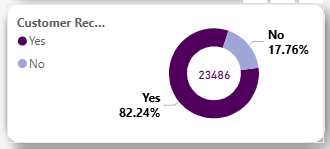 Customer Rec...
Yes
No
No
17.76%
23486
Yes
82.24%